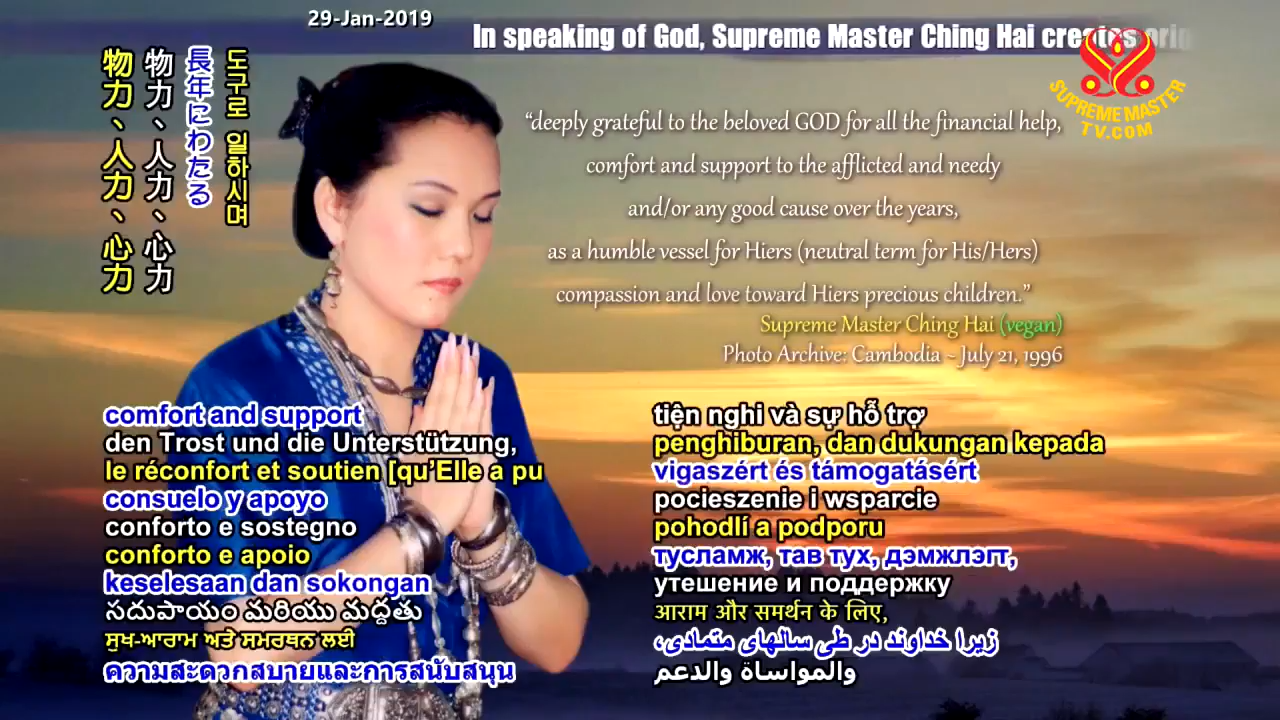 29-Jan-2019
In speaking of God, Supreme Master Ching Hai creates orig
SUPREME MASTER
TV.COM
物力、人力、心力
物力、人力、心力
長年にわたる
도구로 일하시며
“deeply grateful to the beloved GOD for all the financial help,
comfort and support to the afflicted and needy
and/or any good cause over the years,
as a humble vessel for Hiers (neutral term for His/Hers)
compassion and love toward Hiers precious children.”
Supreme Master Ching Hai (vegan)
Photo Archive: Cambodia ~ July 21, 1996
comfort and support
den Trost und die Unterstützung,
le réconfort et soutien [qu’Elle a pu
consuelo y apoyo
conforto e sostegno
conforto e apoio
keselesaan dan sokongan
సదుపాయం మరియు మద్దతు
ਸੁਖ-ਆਰਾਮ ਅਤੇ ਸਮਰਥਨ ਲਈ
ความสะดวกสบายและการสนับสนุน
tiện nghi và sự hỗ trợ
penghiburan, dan dukungan kepada
vigaszért és támogatásért
pocieszenie i wsparcie
pohodlí a podporu
тусламж, тав тух, дэмжлэгт,
утешение и поддержку
आराम और समर्थन के लिए,
زیرا خداوند در طی سالهای متمادی،
والمواساة والدعم